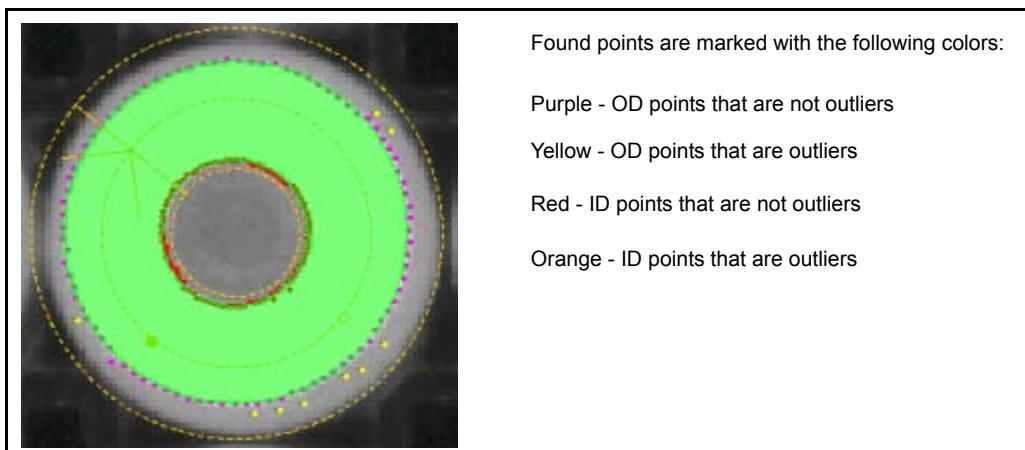 Found points are marked with the following colors:
Purple - OD points that are not outliers
Yellow - OD points that are outliers
Red - ID points that are not outliers
Orange - ID points that are outliers